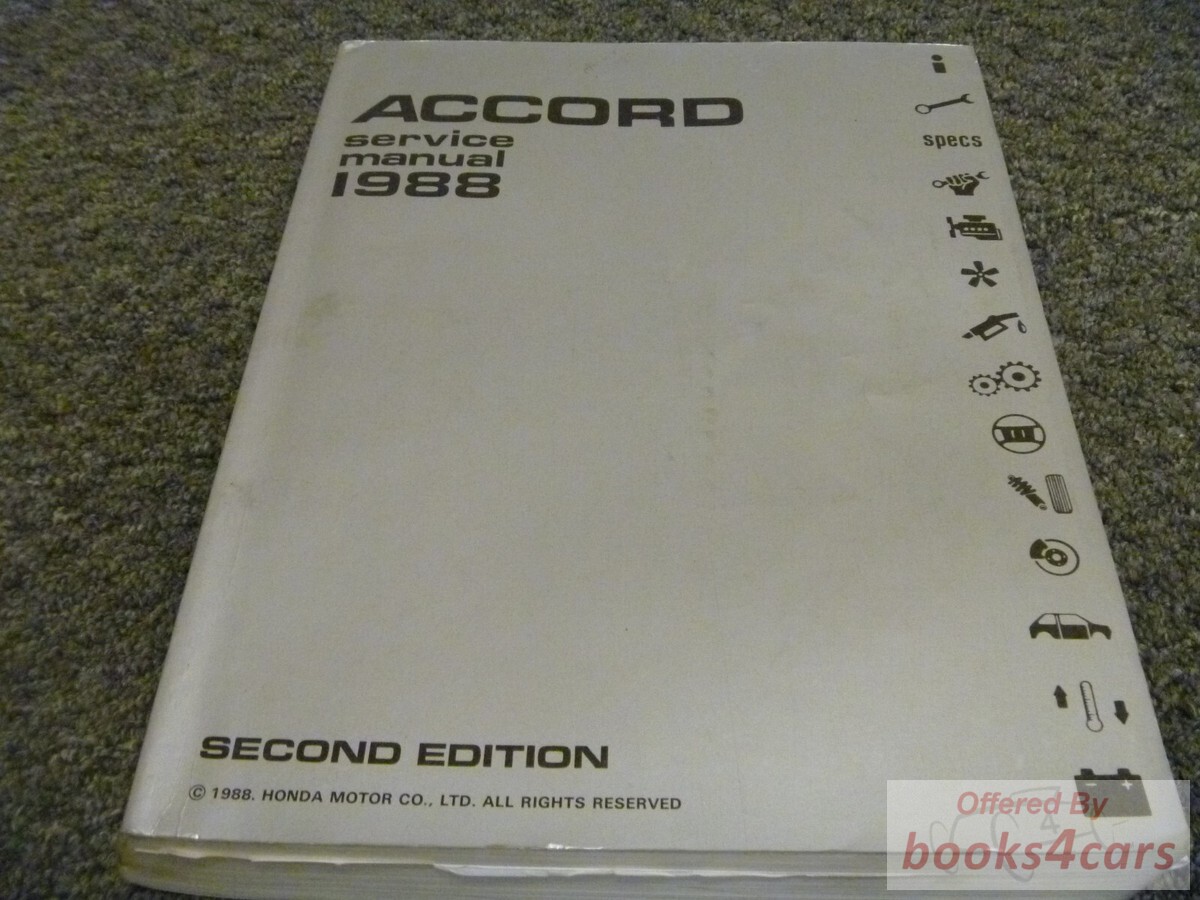 ACCORD
service
manual
1988
specs
SECOND EDITION
© 1988. HONDA MOTOR CO., LTD. ALL RIGHTS RESERVED
Offered By
books4cars